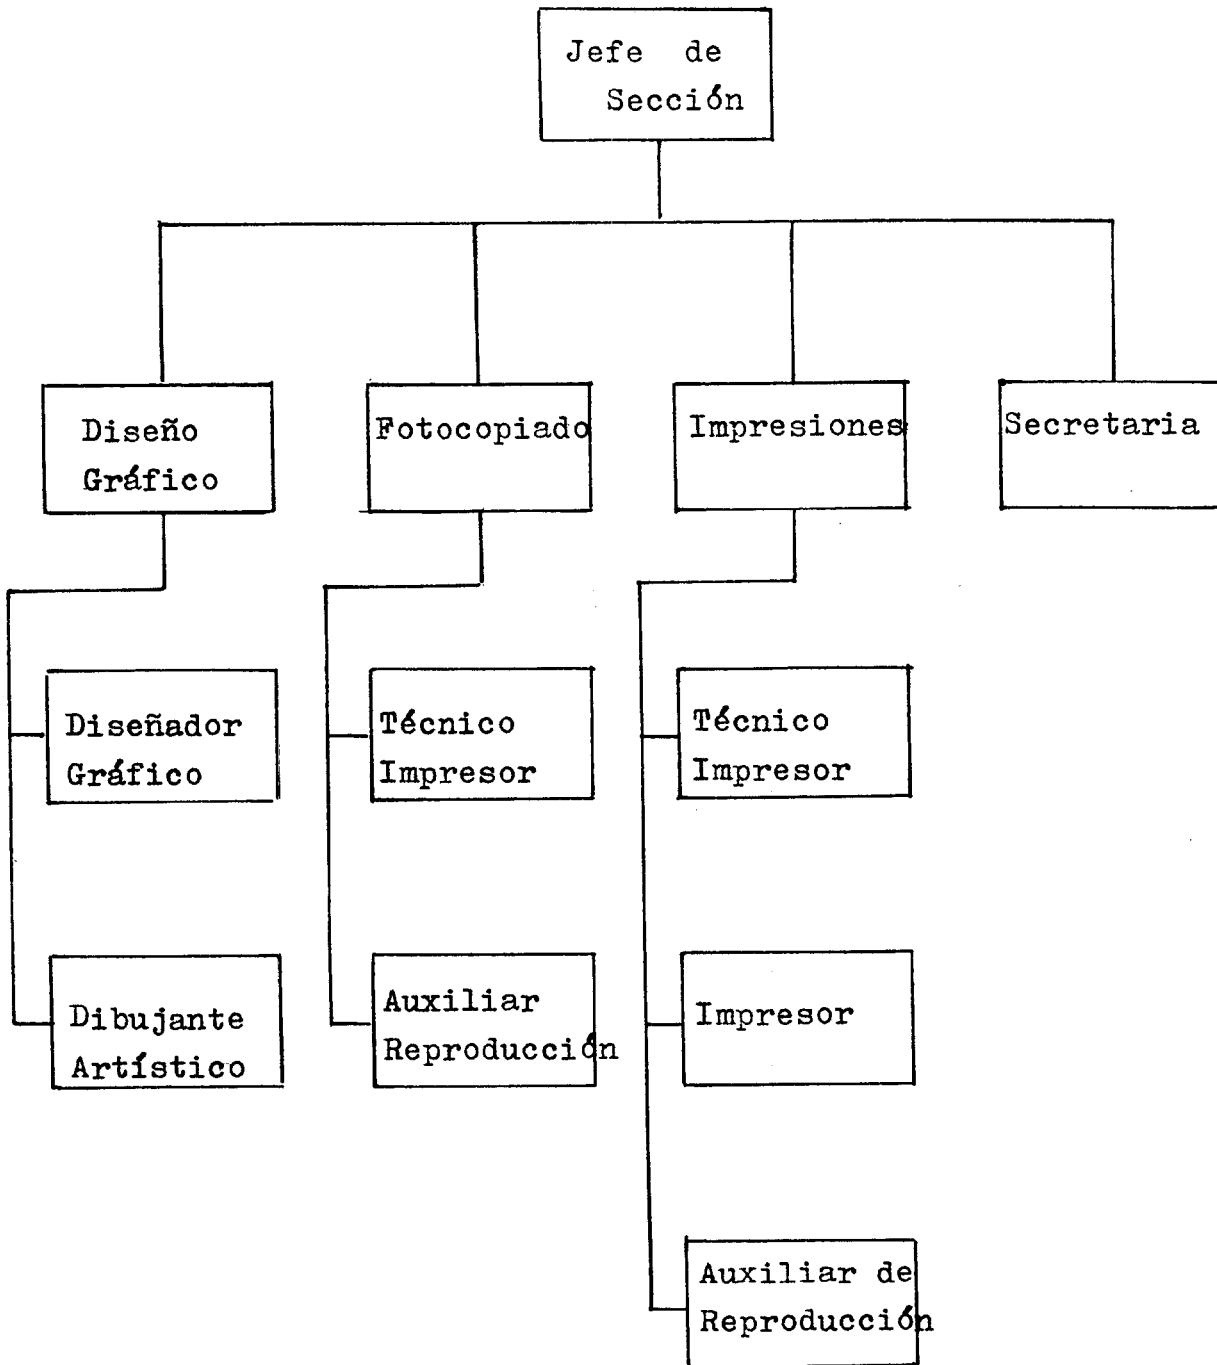 Jefe de
Sección
Diseño
Gráfico
Fotocopiado
Impresiones
Secretaria
Diseñador
Gráfico
Técnico
Impresor
Técnico
Impresor
Dibujante
Artístico
Auxiliar
Reproducción
Impresor
Auxiliar de
Reproducción